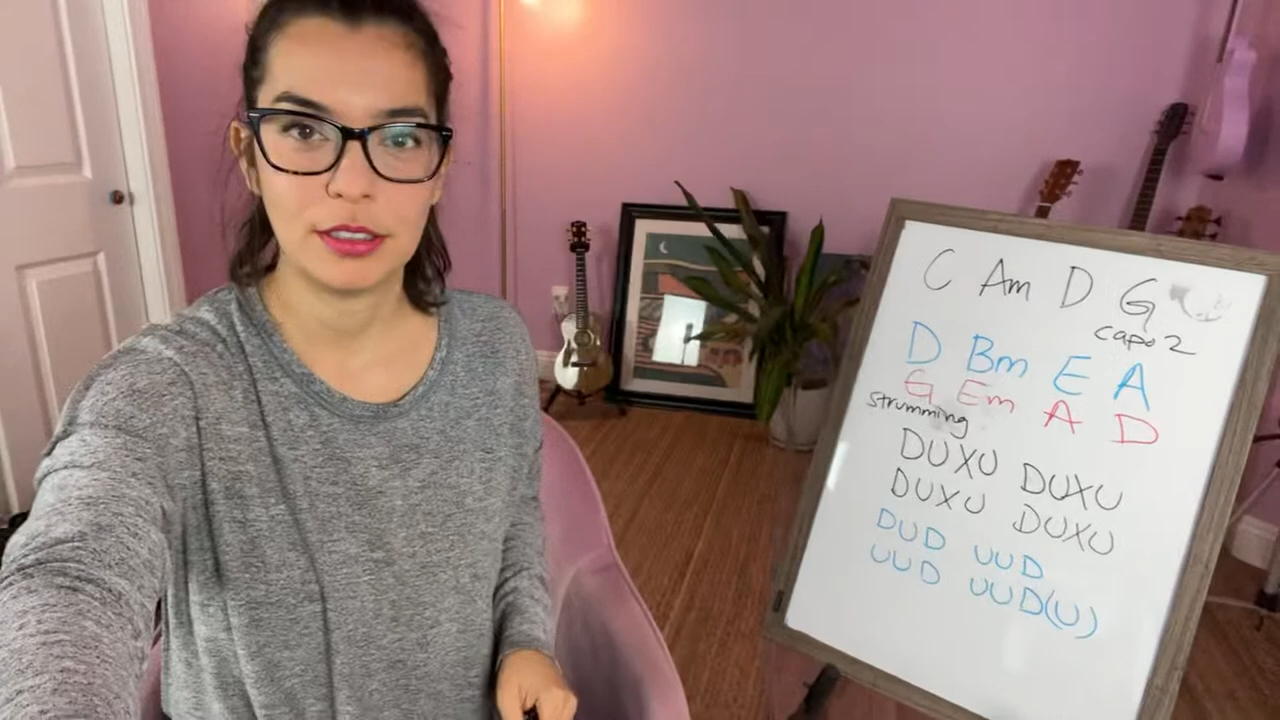 C Am D G
capo 2
D Bm E A
G Em A D
strumming
DUXU DUXU
DUXU DUXU
DUD UUD
UUD UUD(U)